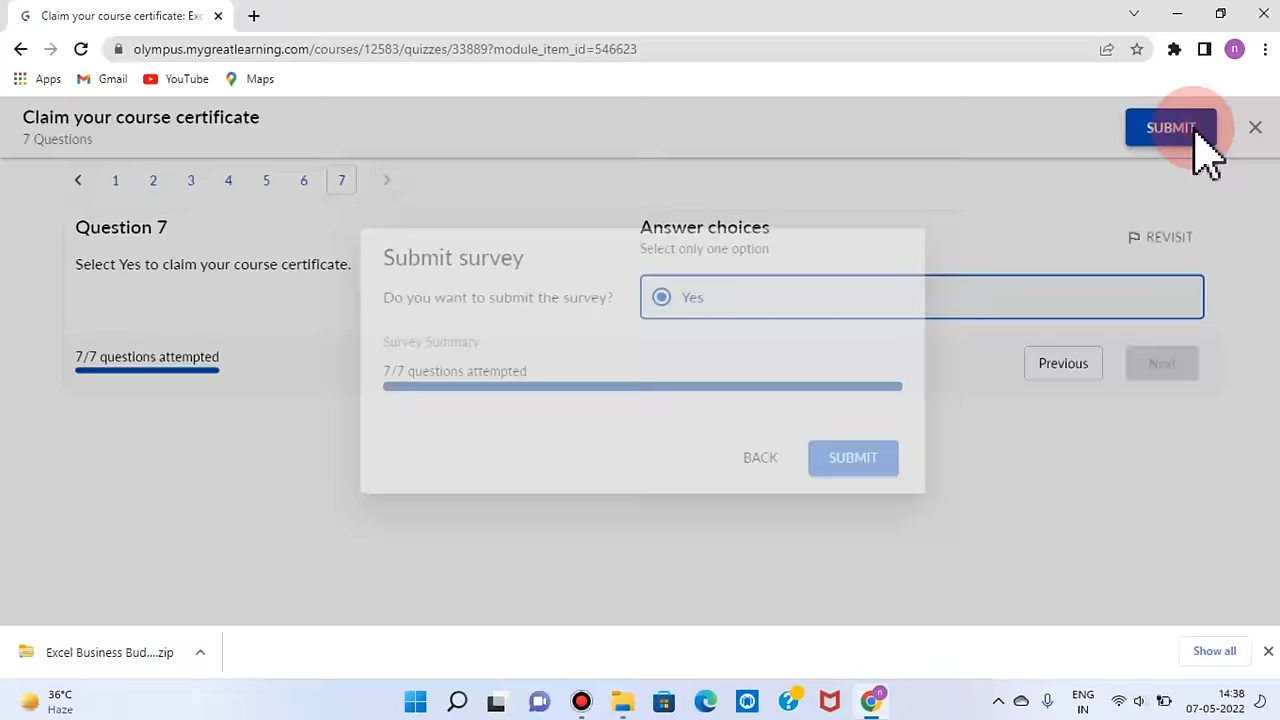 G Claim your course certificate: Exc
olympus.mygreatlearning.com/courses/12583/quizzes/33889?module_item_id=546623
n
Apps Gmail YouTube Maps
Claim your course certificate
7 Questions
SUBMIT
1 2 3 4 5 6 7
Question 7
Select Yes to claim your course certificate.
7/7 questions attempted
Answer choices
Select only one option
REVISIT
Yes
Previous
Next
Submit survey
Do you want to submit the survey?
Survey Summary
7/7 questions attempted
BACK
SUBMIT
Excel Business Bud....zip
Show all
36°C
Haze
n
ENG
IN
14:38
07-05-2022